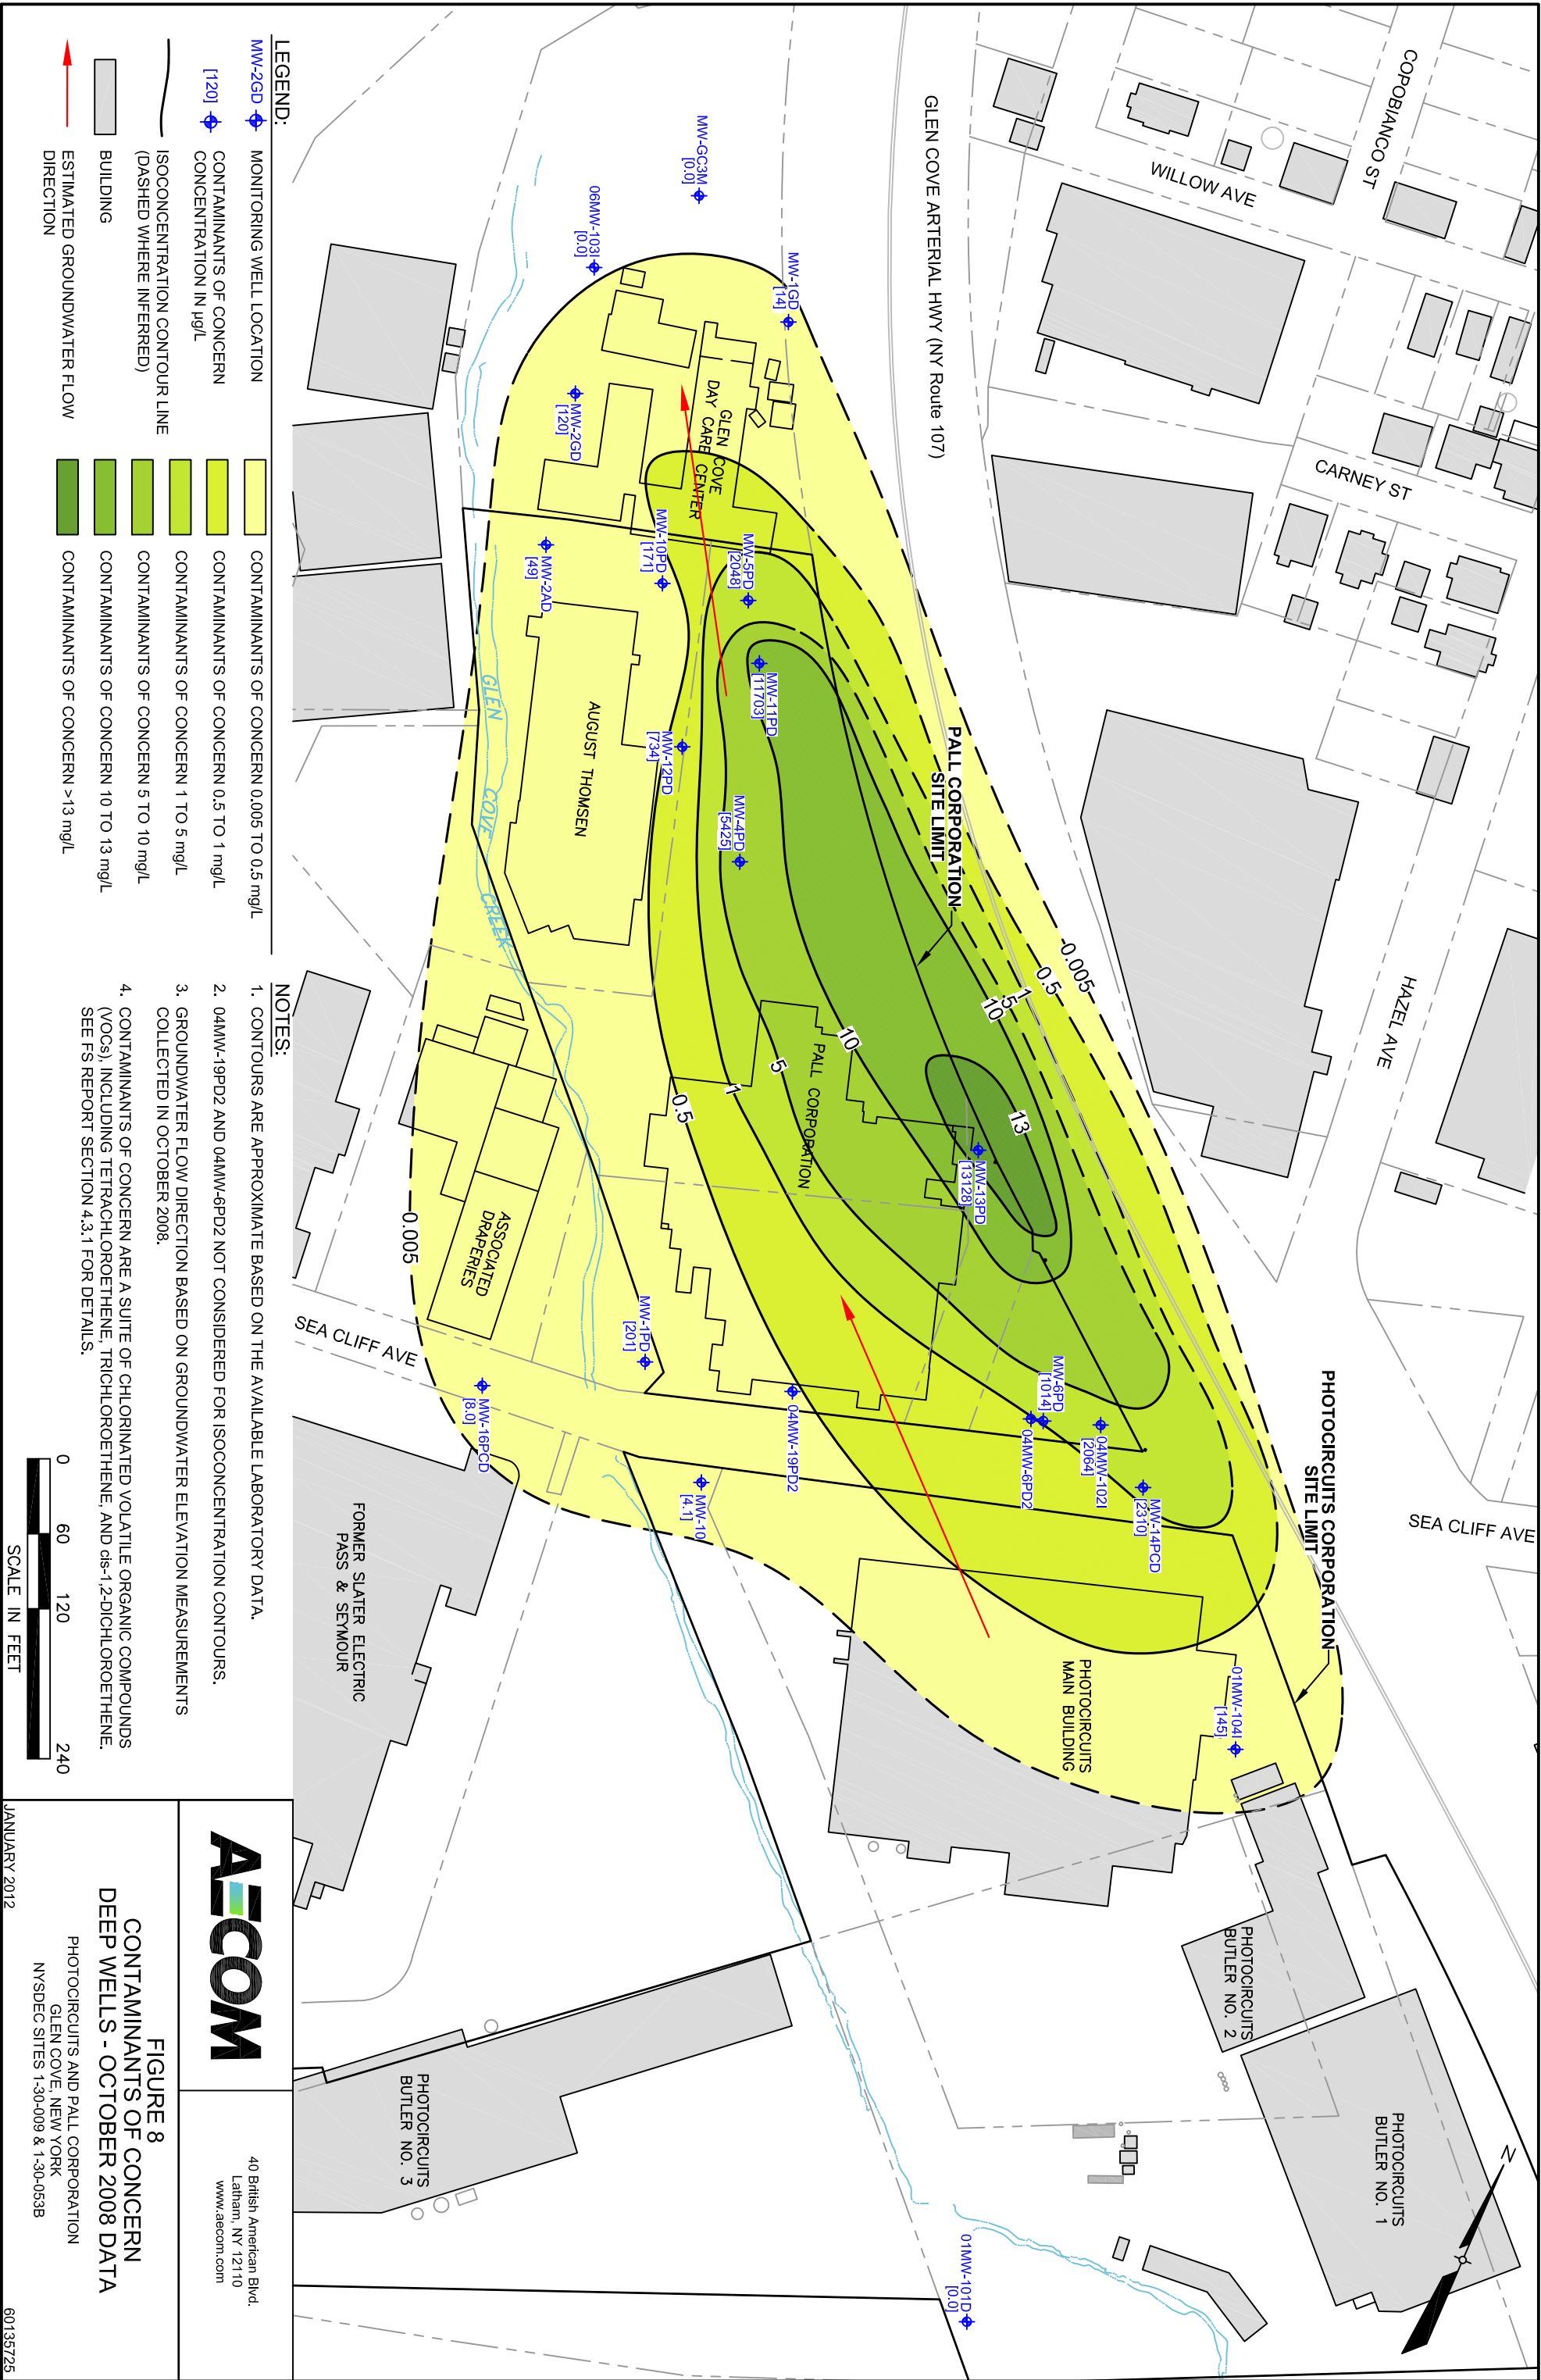 COPOBIANCO ST
WILLOW AVE
CARNEY ST
HAZEL AVE
SEA CLIFF AVE
GLEN COVE ARTERIAL HWY (NY Route 107)
PALL CORPORATION
SITE LIMIT
PHOTOCIRCUITS CORPORATION
SITE LIMIT
MW-GC3M
[0.0]
06MW-103I
[0.0]
MW-1GD
[14]
MW-2GD
[120]
GLEN COVE
DAY CARE CENTER
MW-10PD
[171]
MW-5PD
[2048]
MW-2AD
[49]
MW-11PD
[11703]
MW-12PD
[734]
MW-4PD
[5425]
AUGUST THOMSEN
GLEN COVE CREEK
0.005
0.5
1
5
10
13
10
5
1
0.5
0.005
PALL CORPORATION
MW-13PD
[13128]
ASSOCIATED
DRAPERIES
SEA CLIFF AVE
MW-1PD
[201]
MW-16PCD
[8.0]
04MW-19PD2
MW-6PD
[1014]
04MW-6PD2
04MW-102I
[2064]
MW-14PCD
[2310]
MW-10
[4.1]
01MW-104I
[145]
FORMER SLATER ELECTRIC
PASS & SEYMOUR
PHOTOCIRCUITS
MAIN BUILDING
PHOTOCIRCUITS
BUTLER NO. 2
PHOTOCIRCUITS
BUTLER NO. 1
PHOTOCIRCUITS
BUTLER NO. 3
01MW-101D
[0.0]
N
LEGEND:
MW-2GD MONITORING WELL LOCATION
[120] CONTAMINANTS OF CONCERN
CONCENTRATION IN µg/L
ISOCONCENTRATION CONTOUR LINE
(DASHED WHERE INFERRED)
BUILDING
ESTIMATED GROUNDWATER FLOW
DIRECTION
CONTAMINANTS OF CONCERN 0.005 TO 0.5 mg/L
CONTAMINANTS OF CONCERN 0.5 TO 1 mg/L
CONTAMINANTS OF CONCERN 1 TO 5 mg/L
CONTAMINANTS OF CONCERN 5 TO 10 mg/L
CONTAMINANTS OF CONCERN 10 TO 13 mg/L
CONTAMINANTS OF CONCERN >13 mg/L
NOTES:
1. CONTOURS ARE APPROXIMATE BASED ON THE AVAILABLE LABORATORY DATA.
2. 04MW-19PD2 AND 04MW-6PD2 NOT CONSIDERED FOR ISOCONCENTRATION CONTOURS.
3. GROUNDWATER FLOW DIRECTION BASED ON GROUNDWATER ELEVATION MEASUREMENTS
COLLECTED IN OCTOBER 2008.
4. CONTAMINANTS OF CONCERN ARE A SUITE OF CHLORINATED VOLATILE ORGANIC COMPOUNDS
(VOCs), INCLUDING TETRACHLOROETHENE, TRICHLOROETHENE, AND cis-1,2-DICHLOROETHENE.
SEE FS REPORT SECTION 4.3.1 FOR DETAILS.
0 60 120 240
SCALE IN FEET
AECOM
40 British American Blvd.
Latham, NY 12110
www.aecom.com
FIGURE 8
CONTAMINANTS OF CONCERN
DEEP WELLS - OCTOBER 2008 DATA
PHOTOCIRCUITS AND PALL CORPORATION
GLEN COVE, NEW YORK
NYSDEC SITES 1-30-009 & 1-30-053B
JANUARY 2012
60135725